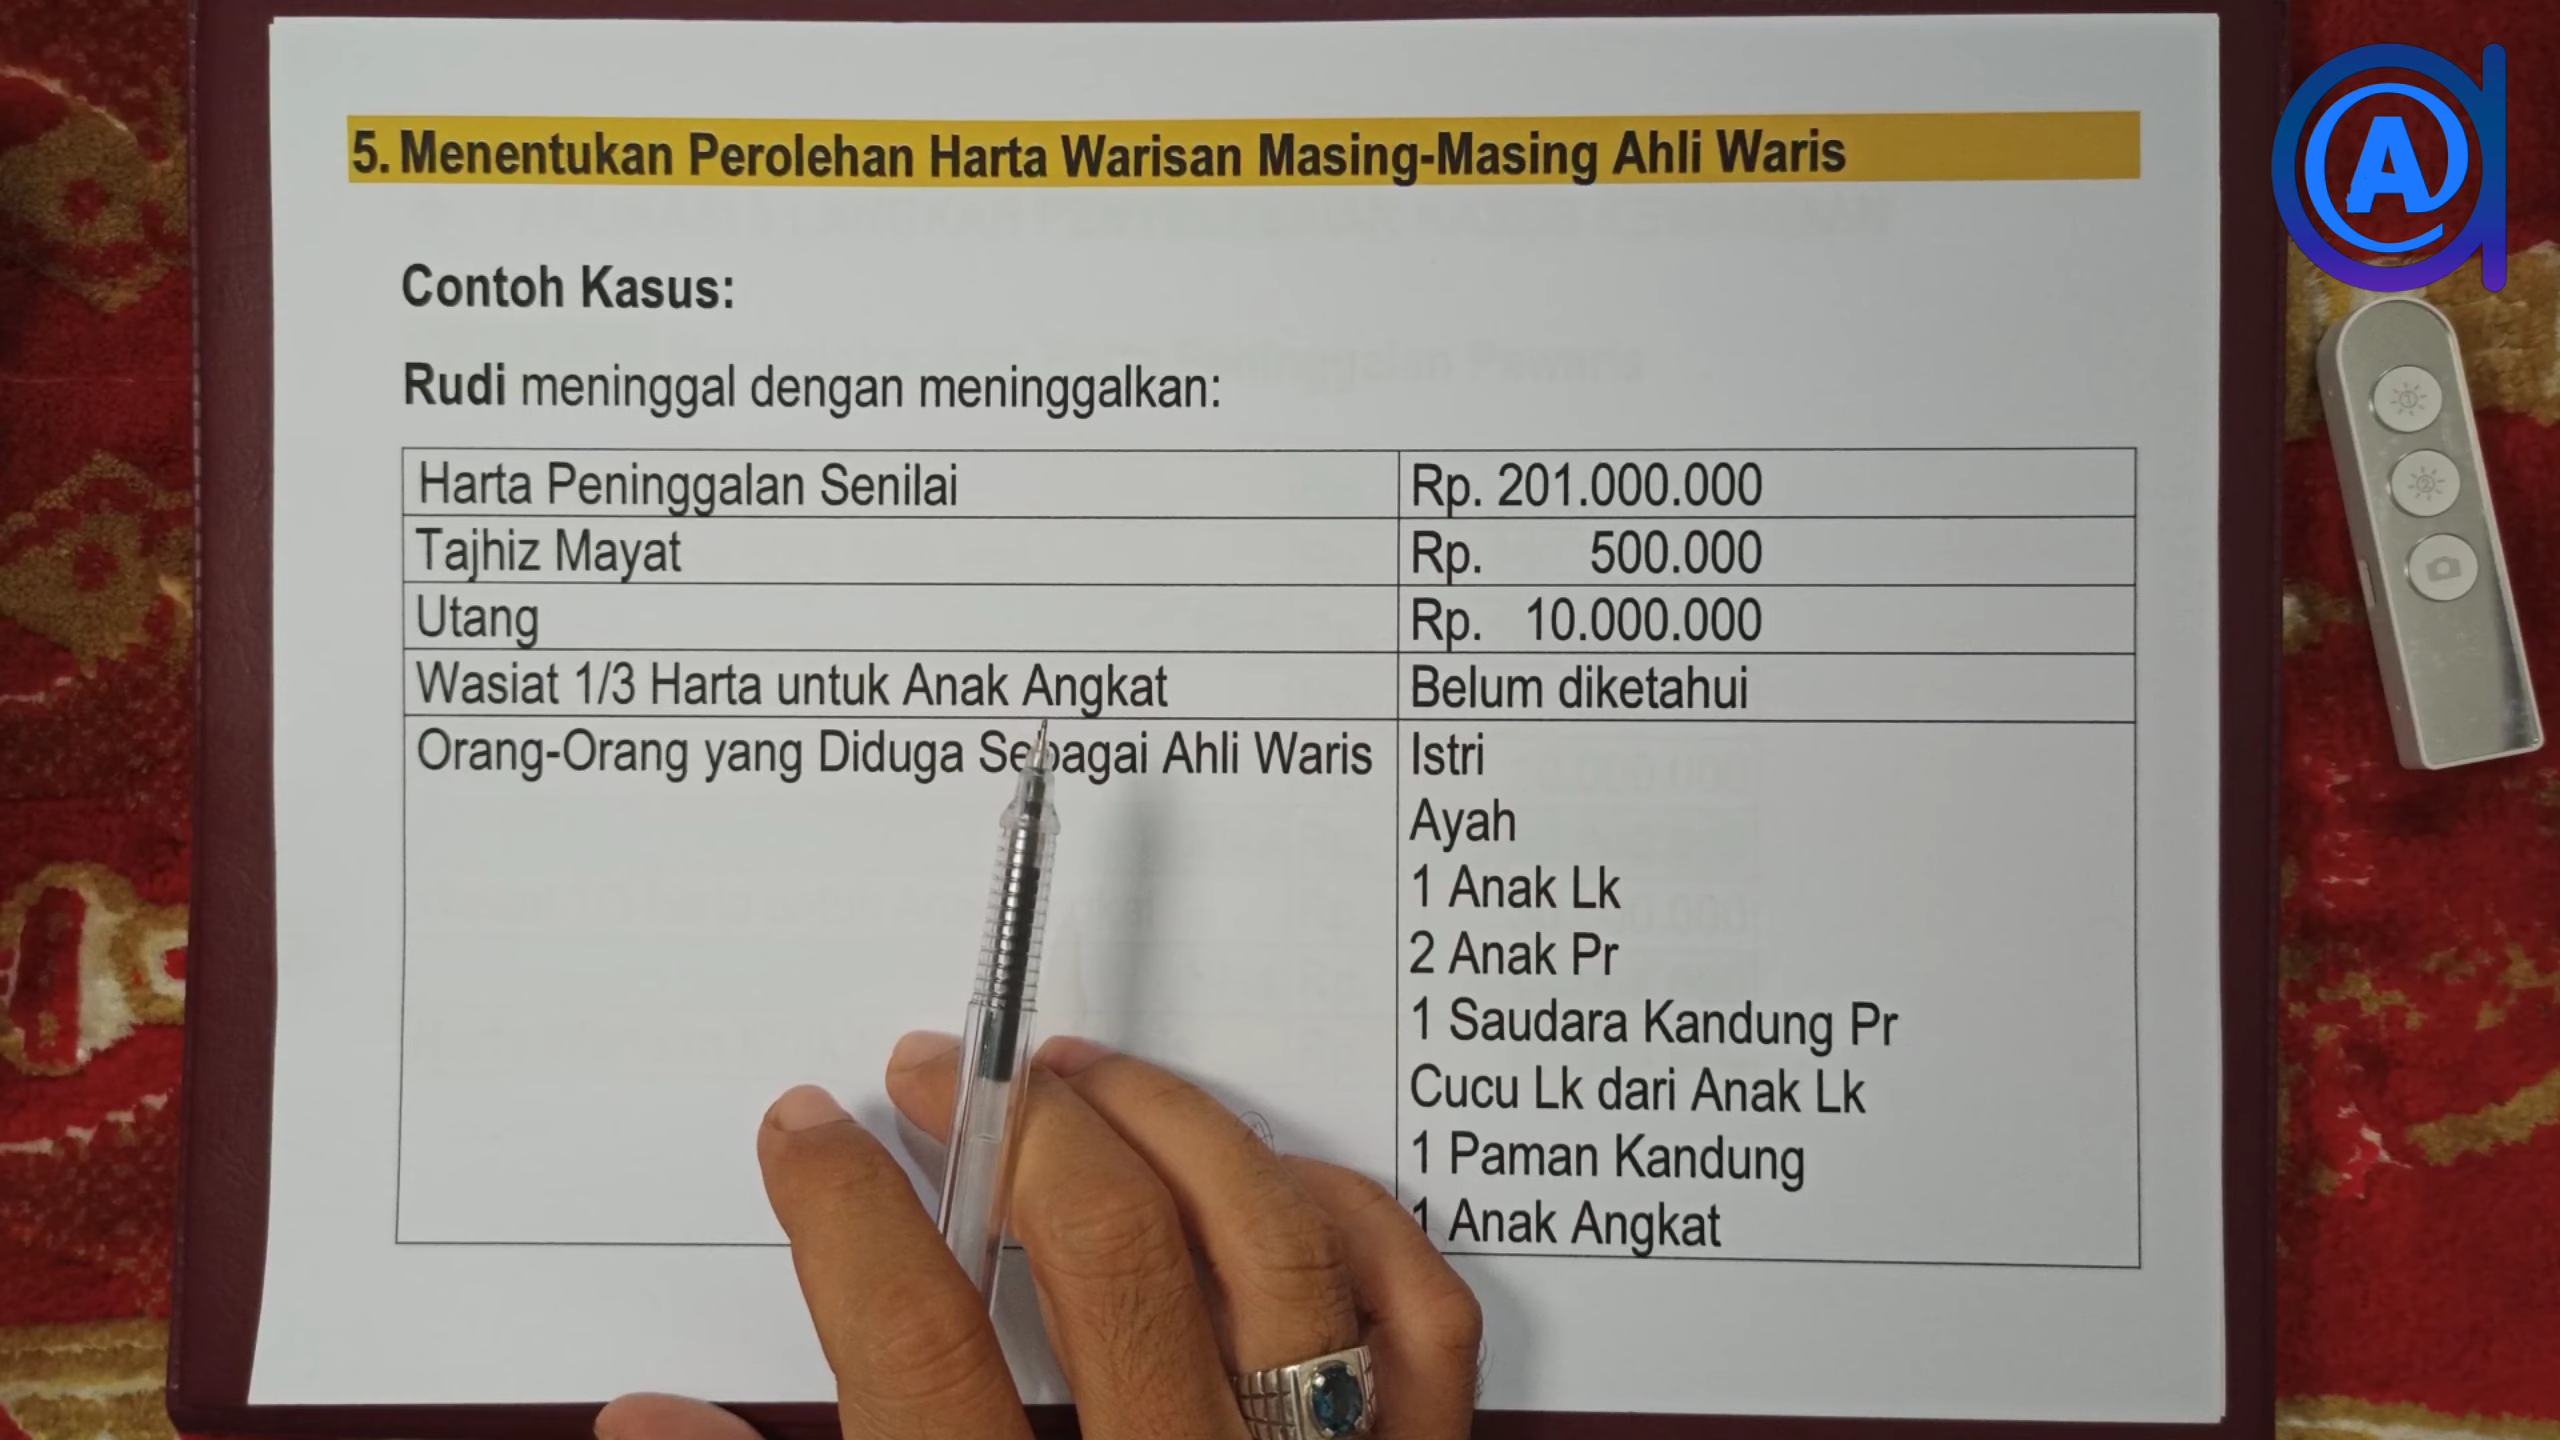 5. Menentukan Perolehan Harta Warisan Masing-Masing Ahli Waris
Contoh Kasus:
Rudi meninggal dengan meninggalkan:
Harta Peninggalan Senilai Rp. 201.000.000
Tajhiz Mayat Rp. 500.000
Utang Rp. 10.000.000
Wasiat 1/3 Harta untuk Anak Angkat Belum diketahui
Orang-Orang yang Diduga Sebagai Ahli Waris Istri
Ayah
1 Anak Lk
2 Anak Pr
1 Saudara Kandung Pr
Cucu Lk dari Anak Lk
1 Paman Kandung
1 Anak Angkat
A